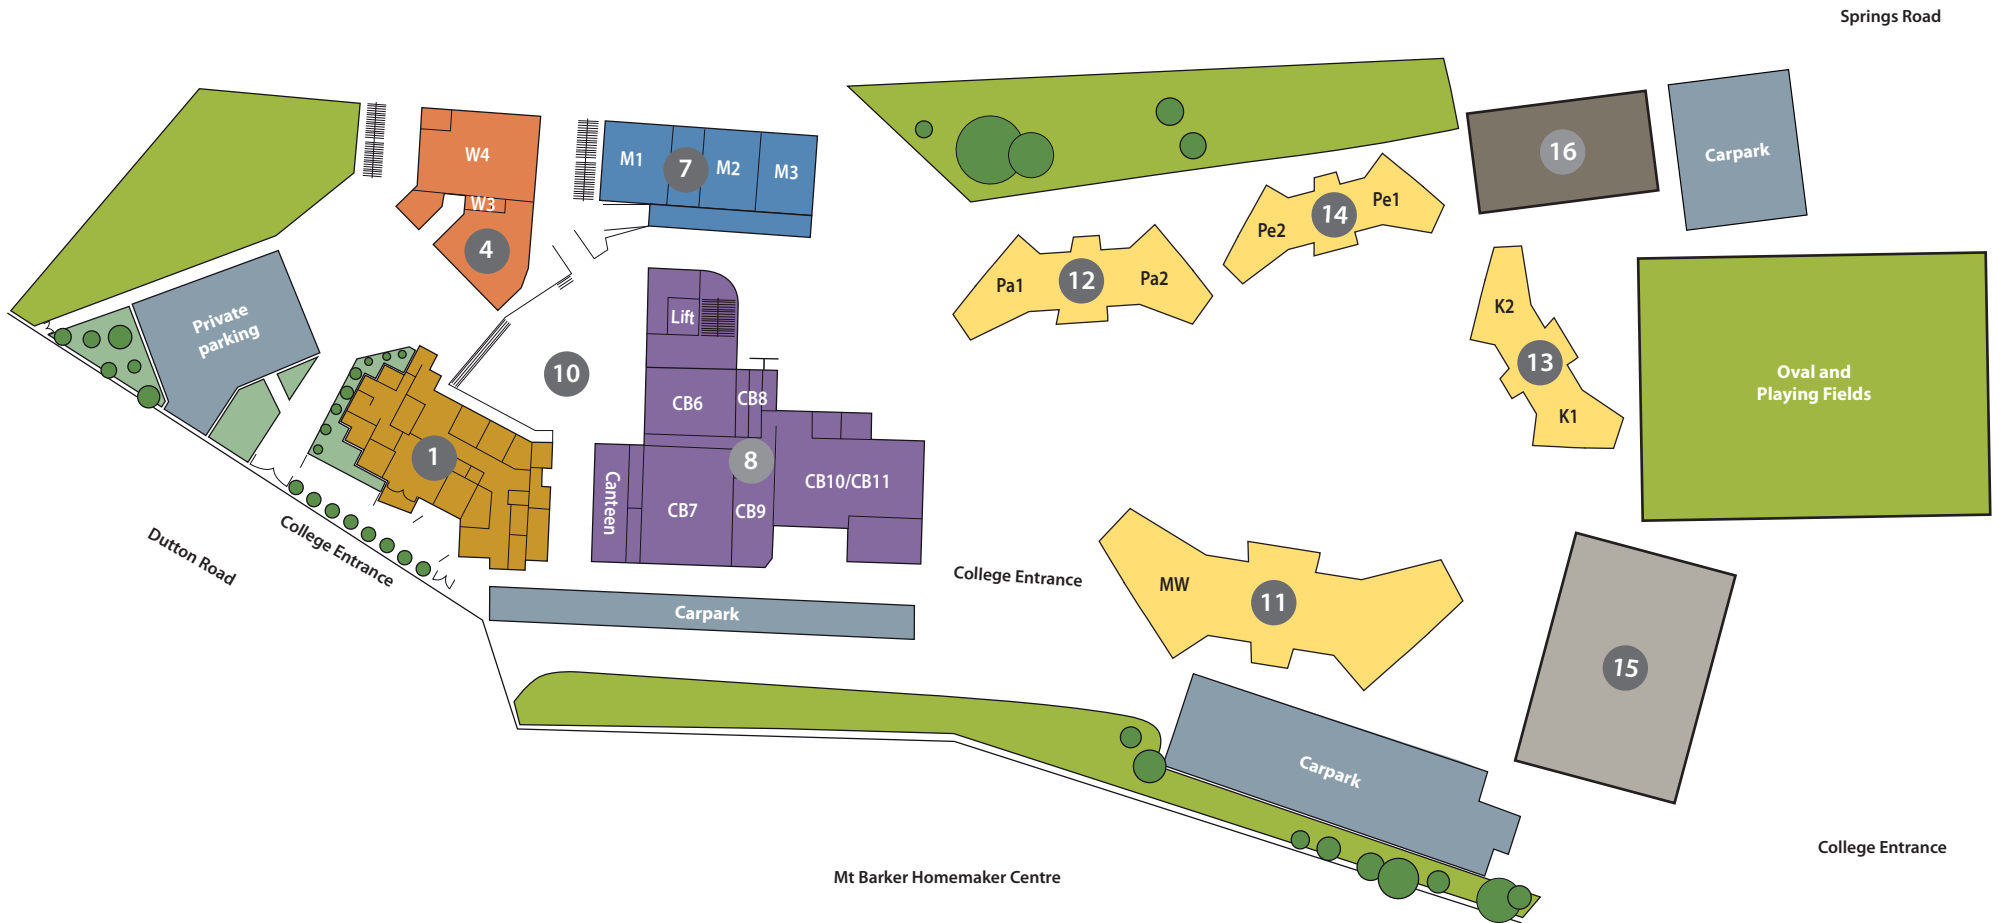 Springs Road
W4
W3
4
M1
7
M2
M3
16
Carpark
Pe1
14
Pe2
Pa1
12
Pa2
K2
13
K1
Oval and
Playing Fields
Private
parking
Lift
10
CB6
CB8
1
8
Canteen
CB7
CB9
CB10/CB11
College Entrance
Dutton Road
College Entrance
MW
11
Carpark
15
Carpark
College Entrance
Mt Barker Homemaker Centre